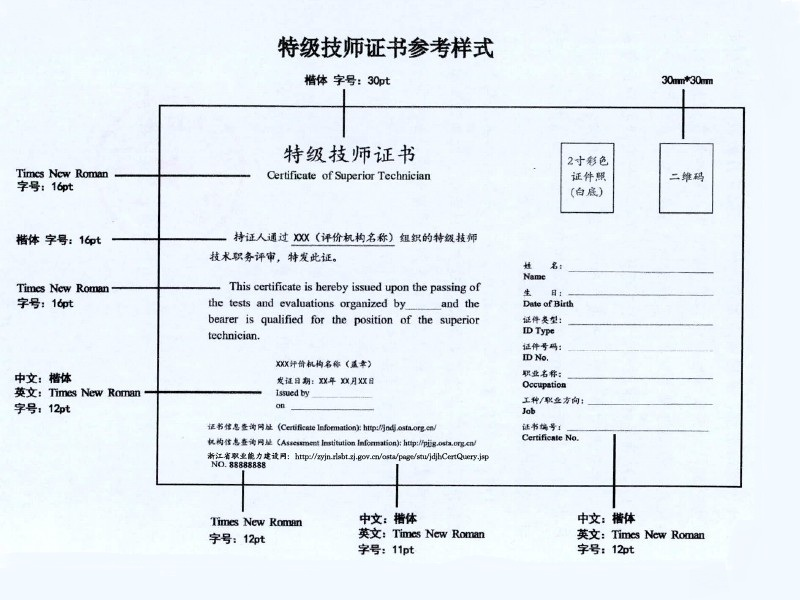 特级技师证书参考样式
楷体 字号：30pt
30mm*30mm
特级技师证书
Certificate of Superior Technician
Times New Roman
字号：16pt
2寸彩色
证件照
(白底)
二维码
楷体 字号：16pt
持证人通过 XXX（评价机构名称）组织的特级技师
技术职务评审，特发此证。
Times New Roman
字号：16pt
This certificate is hereby issued upon the passing of
the tests and evaluations organized by______and the
bearer is qualified for the position of the superior
technician.
姓 名：
Name
生 日：
Date of Birth
证件类型：
ID Type
证件号码：
ID No.
职业名称：
Occupation
工种/职业方向：
Job
证书编号：
Certificate No.
中文：楷体
英文：Times New Roman
字号：12pt
XXX评价机构名称（盖章）
发证日期：XX年 XX月XX日
Issued by
on
证书信息查询网址（Certificate Information): http://jndj.osta.org.cn/
机构信息查询网址（Assessment Institution Information): http://pjjg.osta.org.cn/
浙江省职业能力建设网：http://zyjn.rlsbt.zj.gov.cn/osta/page/stu/jdjhCertQuery.jsp
NO. 88888888
Times New Roman
字号：12pt
中文：楷体
英文：Times New Roman
字号：11pt
中文：楷体
英文：Times New Roman
字号：12pt